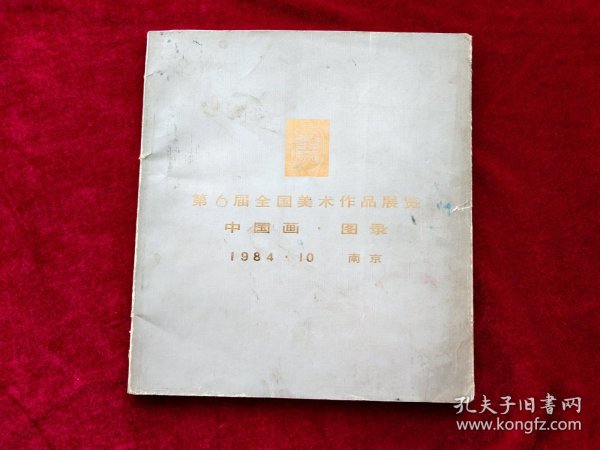 第6届全国美术作品展览
中国画·图录
1984·10 南京
孔夫子旧书网
www.kongfz.com